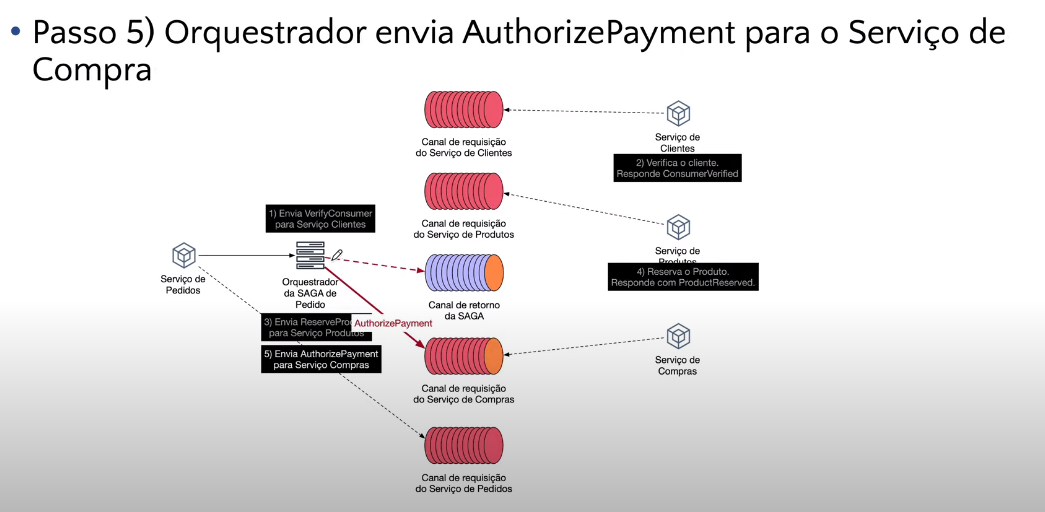 • Passo 5) Orquestrador envia AuthorizePayment para o Serviço de
Compra
Canal de requisição
do Serviço de Clientes
Serviço de
Clientes
2) Verifica o cliente.
Responde ConsumerVerified
1) Envia VerifyConsumer
para Serviço Clientes
Canal de requisição
do Serviço de Produtos
Serviço de
Produtos
4) Reserva o Produto.
Responde com ProductReserved.
Serviço de
Pedidos
Orquestrador
da SAGA de
Pedido
Canal de retorno
da SAGA
3) Envia ReservePro
para Serviço Produtos
AuthorizePayment
5) Envia AuthorizePayment
para Serviço Compras
Serviço de
Compras
Canal de requisição
do Serviço de Compras
Canal de requisição
do Serviço de Pedidos